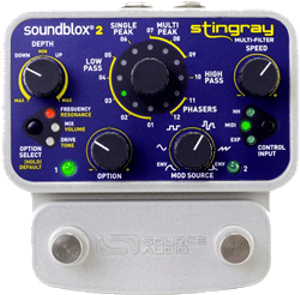 soundblox® 2
stingray
MULTI-FILTER
DEPTH
MIN
DOWN
UP
MAX
MAX
SINGLE PEAK
MULTI PEAK
SPEED
LOW PASS
HIGH PASS
PHASERS
01
02
03
04
05
06
07
08
09
10
11
12
FREQUENCY
RESONANCE
MIX
VOLUME
DRIVE
TONE
OPTION SELECT
(HOLD) DEFAULT
HH
MIDI
EXP
CONTROL INPUT
ENV
ENV
1
OPTION
MOD SOURCE
2
SOURCE
AUDIO